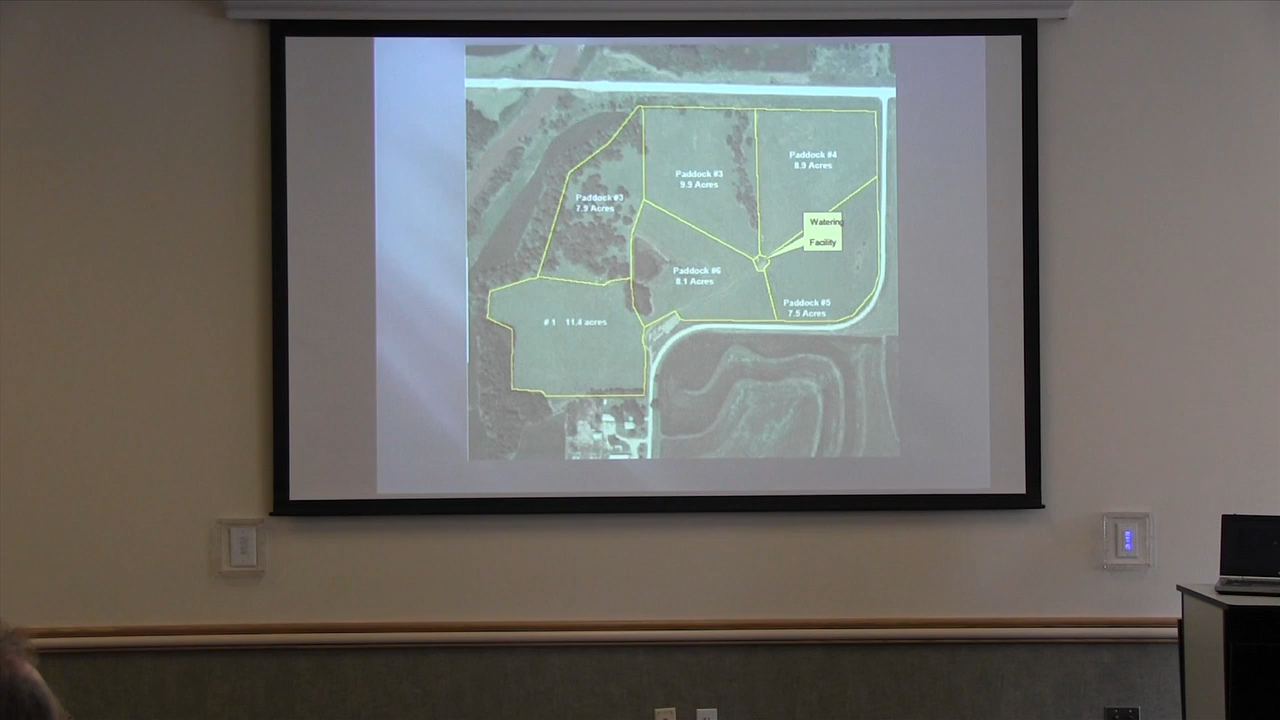 Paddock #4
8.9 Acres
Paddock #3
9.9 Acres
Paddock #3
7.9 Acres
Watering
Facility
Paddock #6
8.1 Acres
Paddock #5
7.5 Acres
# 1 11.4 acres